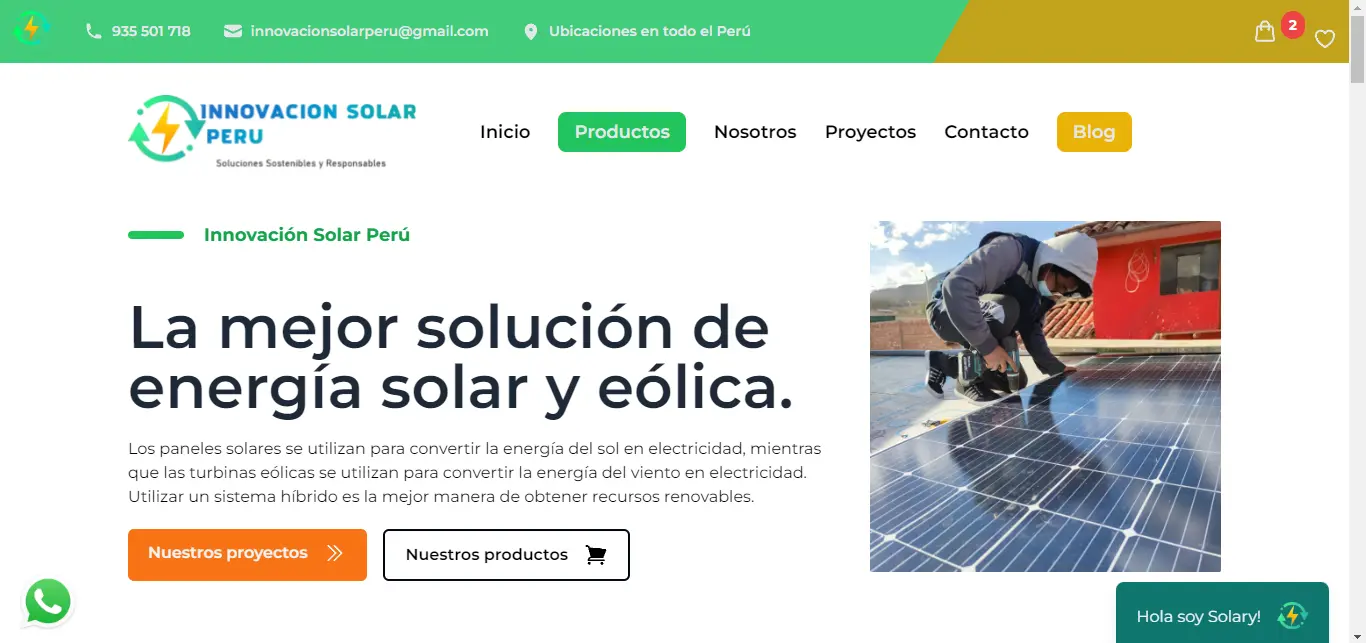 935 501 718
innovacionsolarperu@gmail.com
Ubicaciones en todo el Perú
2
INNOVACION SOLAR
PERU
Soluciones Sostenibles y Responsables
Inicio
Productos
Nosotros
Proyectos
Contacto
Blog
Innovación Solar Perú
La mejor solución de
energía solar y eólica.
Los paneles solares se utilizan para convertir la energía del sol en electricidad, mientras
que las turbinas eólicas se utilizan para convertir la energía del viento en electricidad.
Utilizar un sistema híbrido es la mejor manera de obtener recursos renovables.
Nuestros proyectos
Nuestros productos
Hola soy Solary!